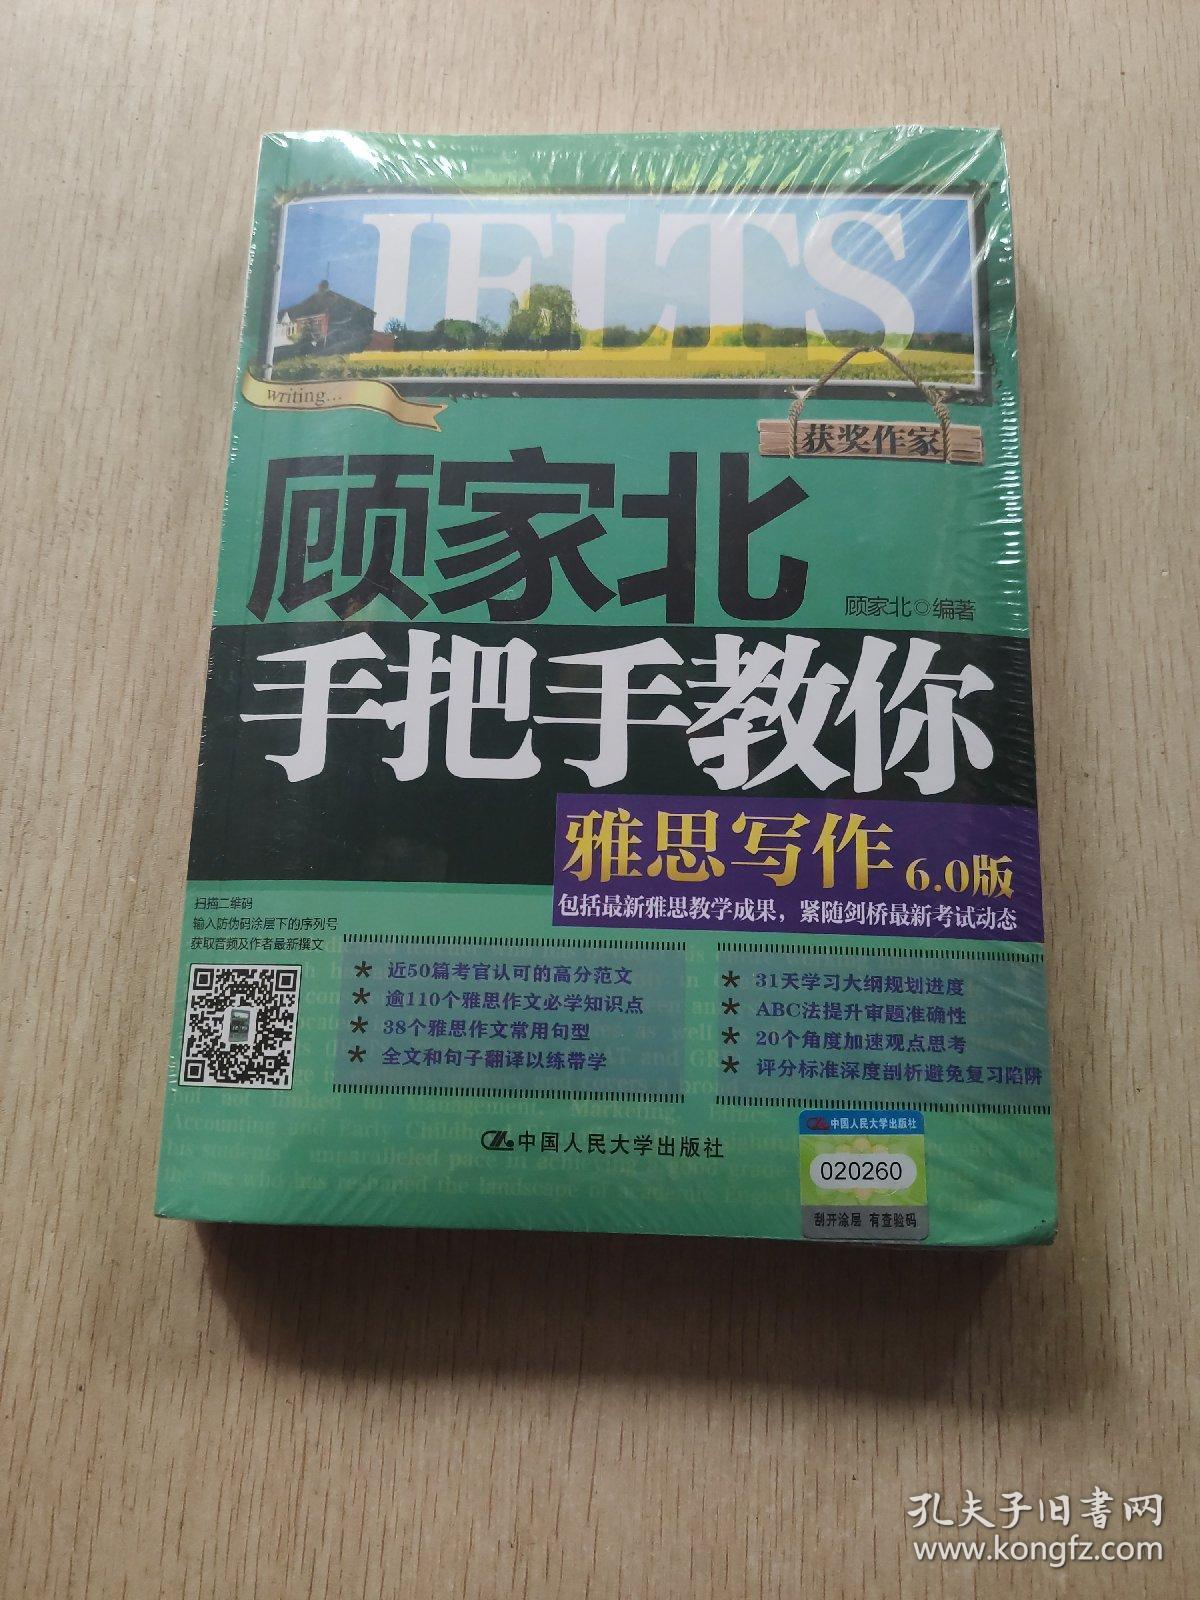 IELTS
writing...
获奖作家
顾家北
顾家北◎编著
手把手教你
雅思写作 6.0版
包括最新雅思教学成果，紧随剑桥最新考试动态
扫描二维码
输入防伪码涂层下的序列号
获取音频及作者最新撰文
* 近50篇考官认可的高分范文
* 逾110个雅思作文必学知识点
* 38个雅思作文常用句型
* 全文和句子翻译以练带学
* 31天学习大纲规划进度
* ABC法提升审题准确性
* 20个角度加速观点思考
* 评分标准深度剖析避免复习陷阱
中国人民大学出版社
中国人民大学出版社
020260
刮开涂层 有查验码
孔夫子旧书网
www.kongfz.com